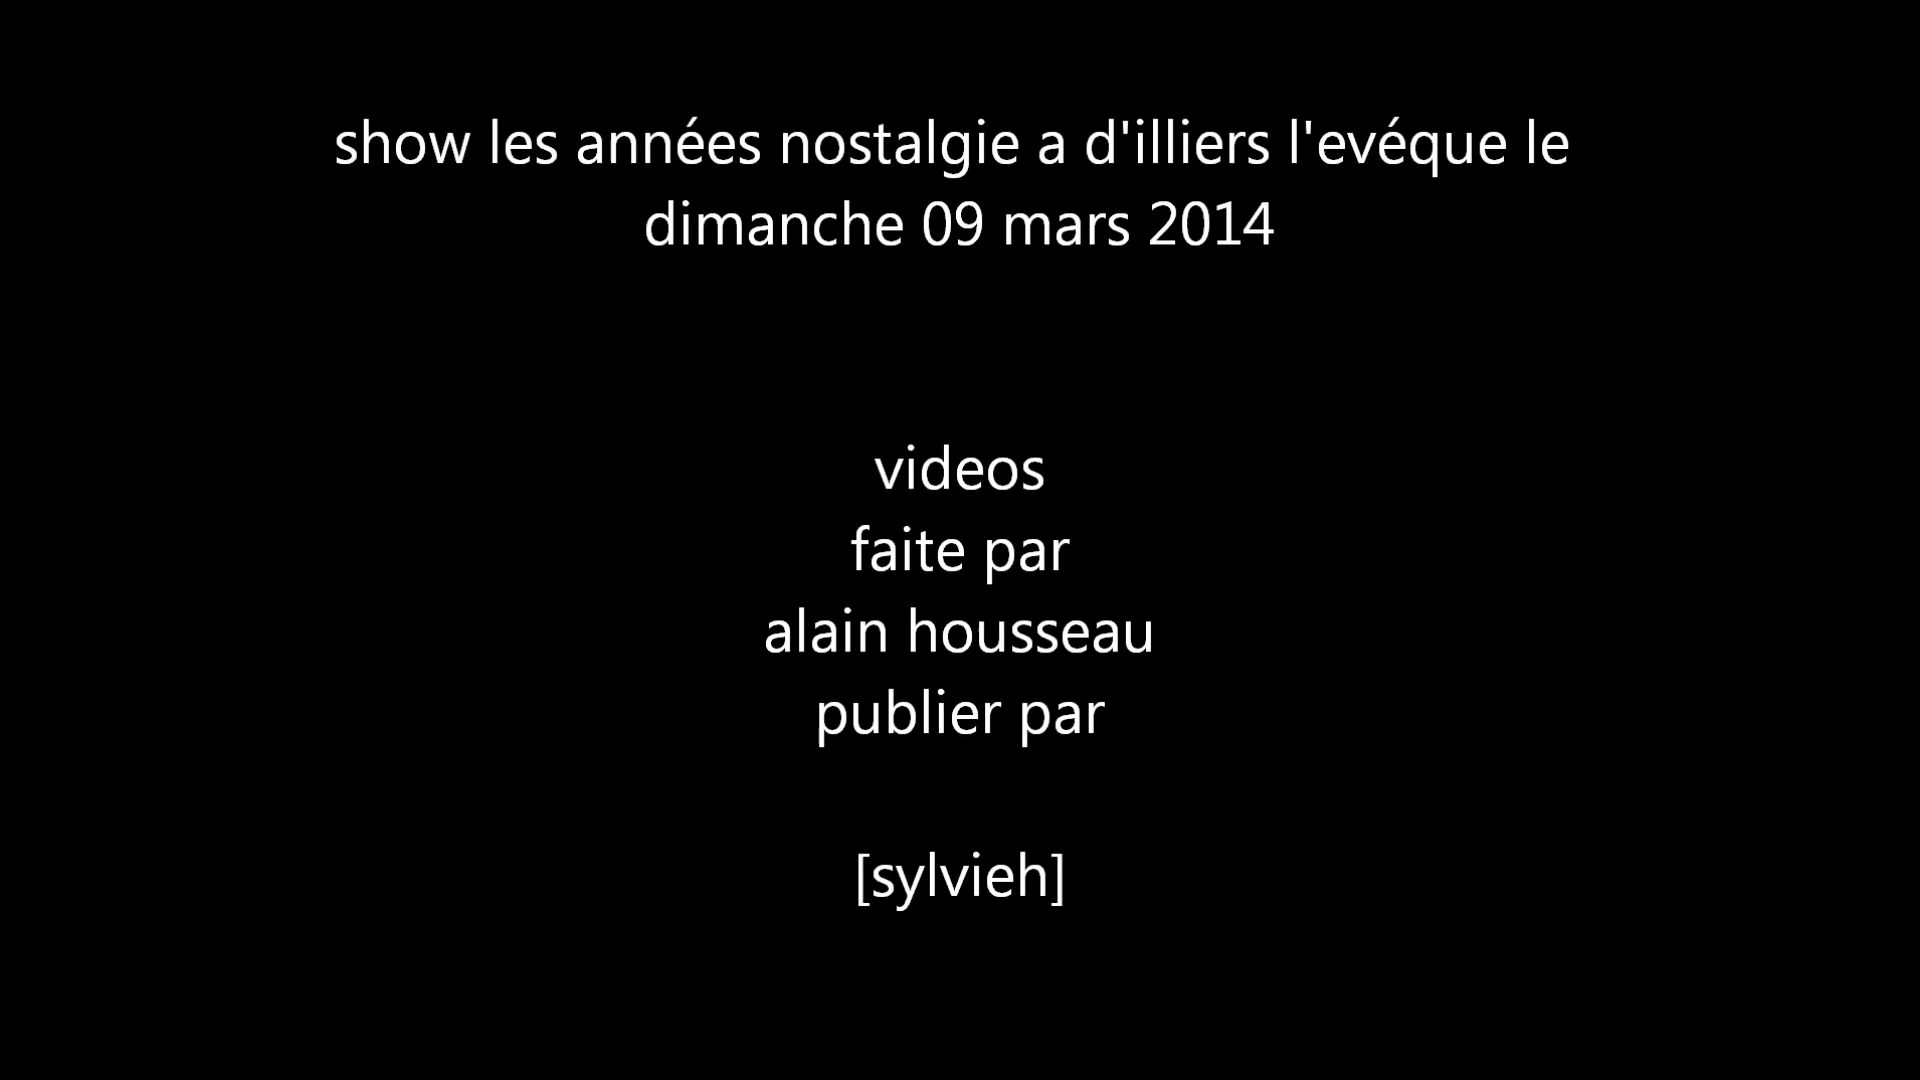 show les années nostalgie a d'illiers l'evéque le
dimanche 09 mars 2014
videos
faite par
alain housseau
publier par
[sylvieh]